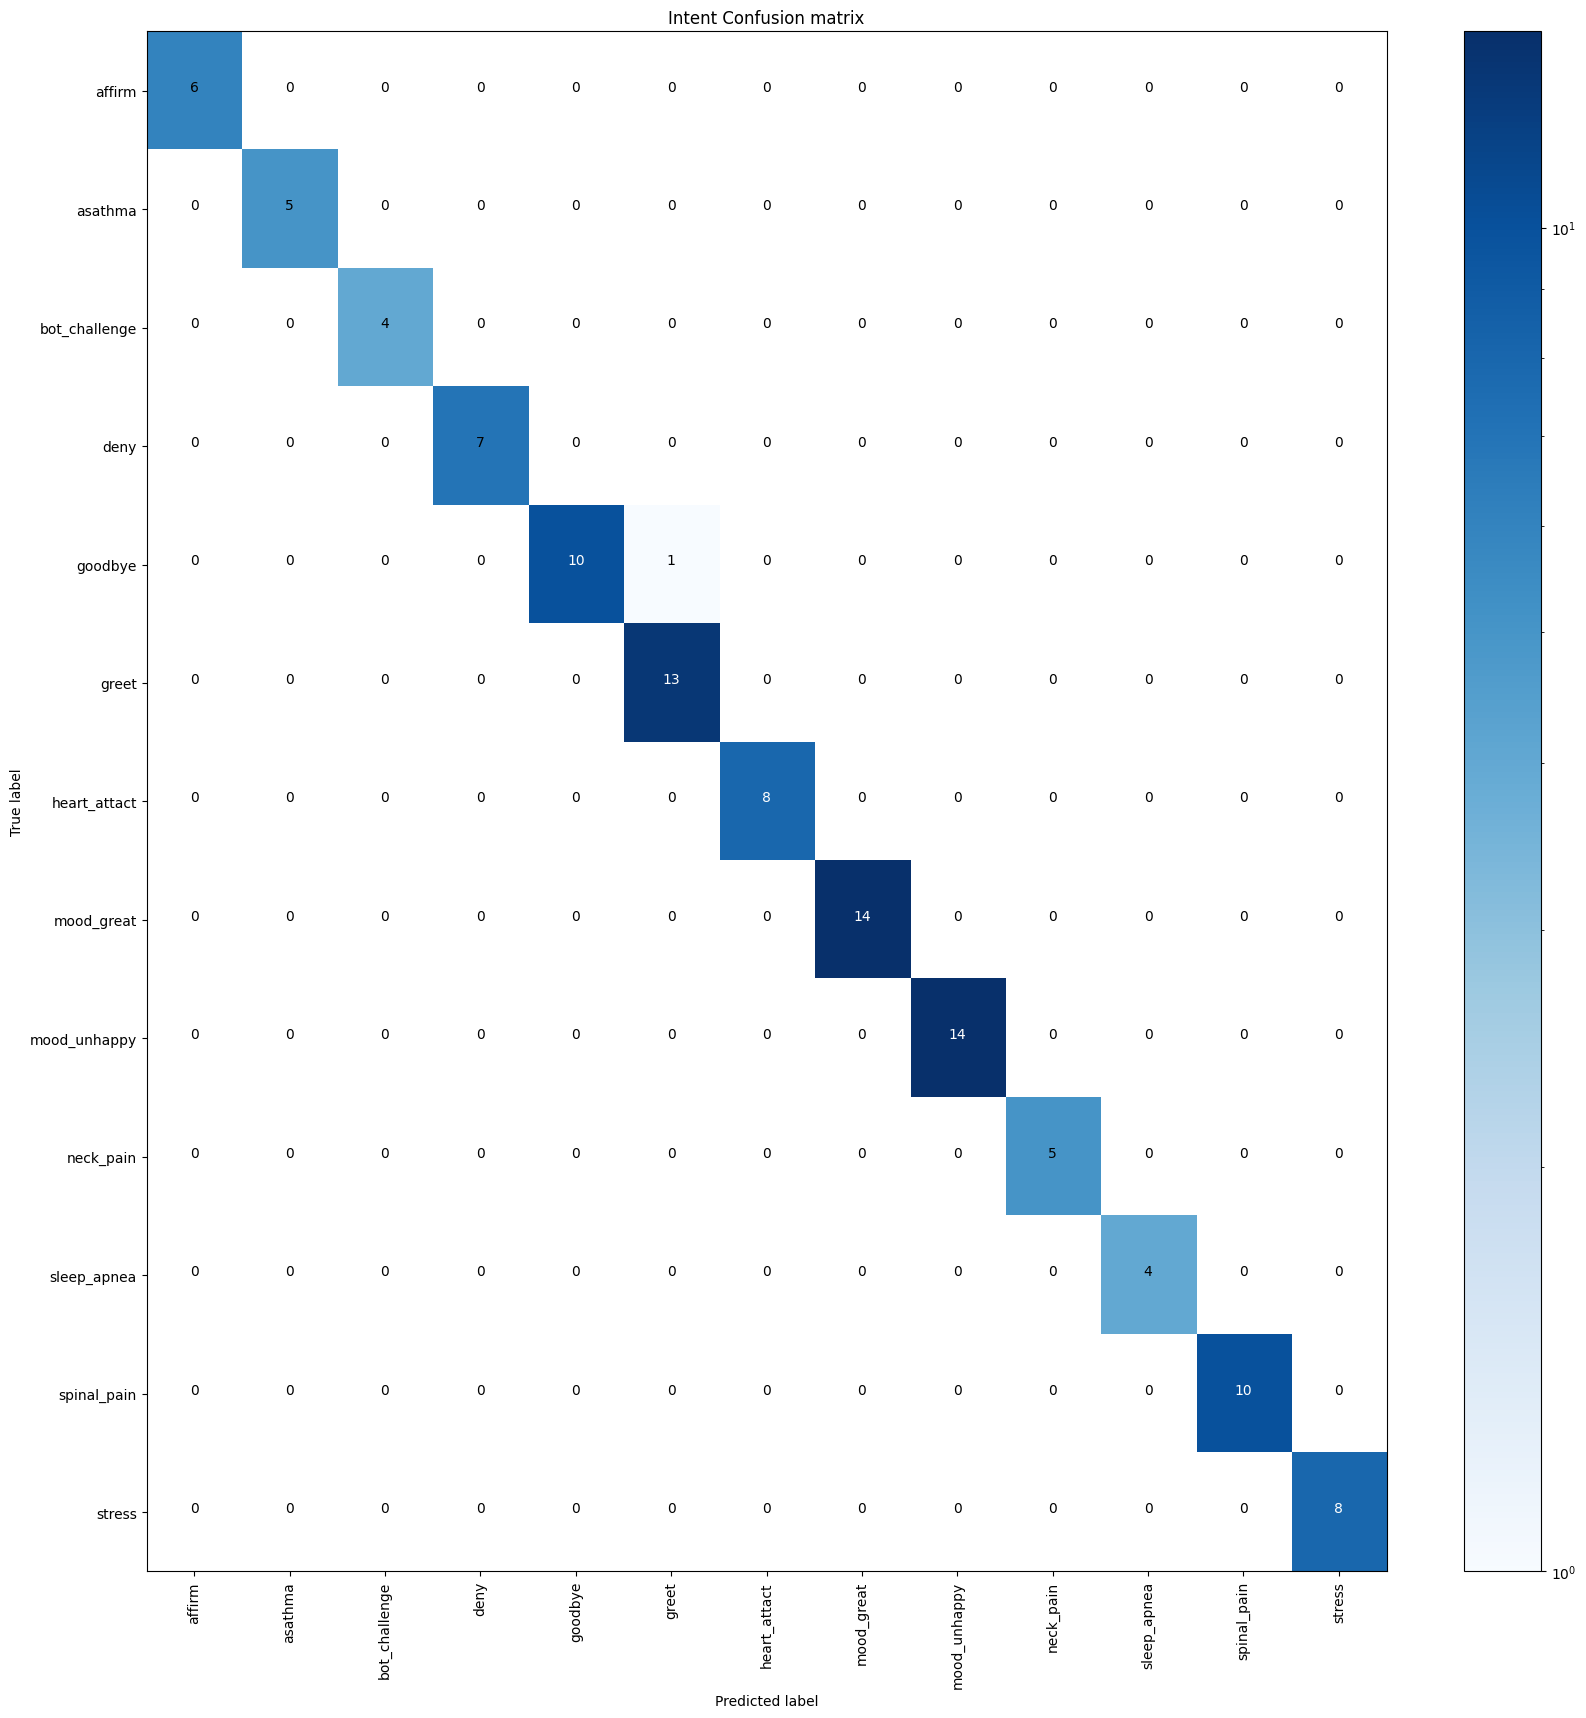 Intent Confusion matrix
affirm 6 0 0 0 0 0 0 0 0 0 0 0 0
asathma 0 5 0 0 0 0 0 0 0 0 0 0 0
10¹
bot_challenge 0 0 4 0 0 0 0 0 0 0 0 0 0
deny 0 0 0 7 0 0 0 0 0 0 0 0 0
goodbye 0 0 0 0 10 1 0 0 0 0 0 0 0
greet 0 0 0 0 0 13 0 0 0 0 0 0 0
heart_attact 0 0 0 0 0 0 8 0 0 0 0 0 0
True label
mood_great 0 0 0 0 0 0 0 14 0 0 0 0 0
mood_unhappy 0 0 0 0 0 0 0 0 14 0 0 0 0
neck_pain 0 0 0 0 0 0 0 0 0 5 0 0 0
sleep_apnea 0 0 0 0 0 0 0 0 0 0 4 0 0
spinal_pain 0 0 0 0 0 0 0 0 0 0 0 10 0
stress 0 0 0 0 0 0 0 0 0 0 0 0 8
10⁰
affirm
asathma
bot_challenge
deny
goodbye
greet
heart_attact
mood_great
mood_unhappy
neck_pain
sleep_apnea
spinal_pain
stress
Predicted label